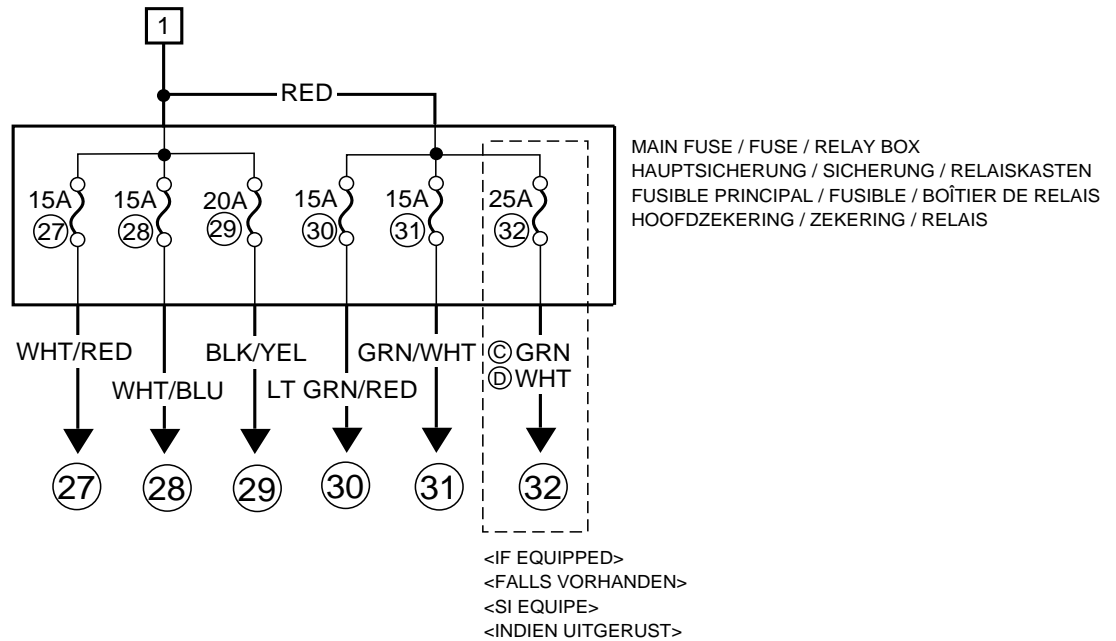 1
RED
MAIN FUSE / FUSE / RELAY BOX
HAUPTSICHERUNG / SICHERUNG / RELAISKASTEN
FUSIBLE PRINCIPAL / FUSIBLE / BOÎTIER DE RELAIS
HOOFDZEKERING / ZEKERING / RELAIS
15A 15A 20A 15A 15A 25A
27 28 29 30 31 32
WHT/RED BLK/YEL GRN/WHT Ⓒ GRN
WHT/BLU LT GRN/RED Ⓓ WHT
27 28 29 30 31 32
<IF EQUIPPED>
<FALLS VORHANDEN>
<SI EQUIPE>
<INDIEN UITGERUST>